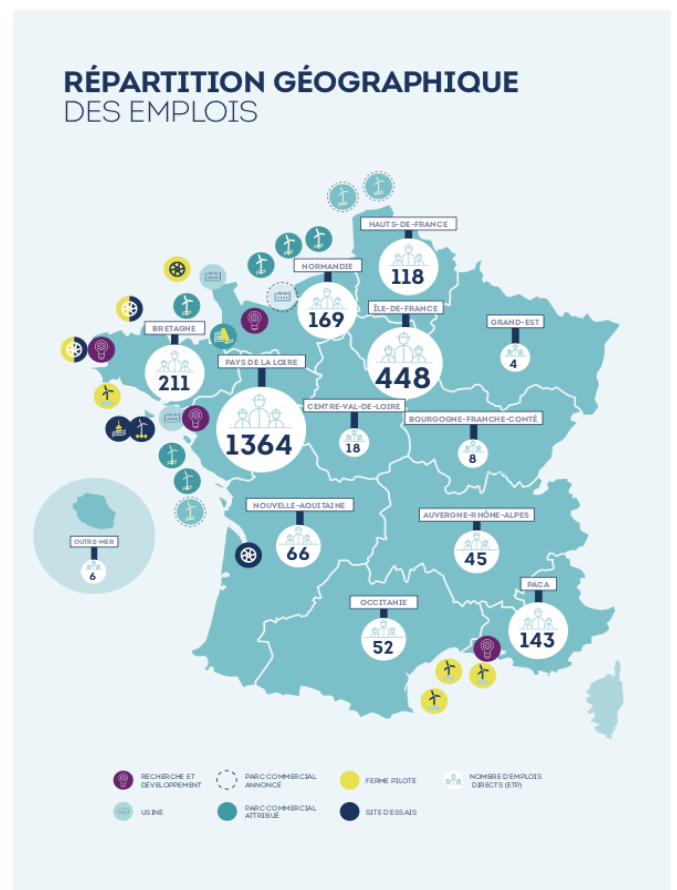 RÉPARTITION GÉOGRAPHIQUE
DES EMPLOIS
HAUTS-DE-FRANCE
118
NORMANDIE
169
ÎLE-DE-FRANCE
448
GRAND-EST
4
BRETAGNE
211
PAYS DE LA LOIRE
1364
CENTRE-VAL-DE-LOIRE
18
BOURGOGNE-FRANCHE-COMTÉ
8
NOUVELLE-AQUITAINE
66
AUVERGNE-RHÔNE-ALPES
45
OUTRE-MER
6
OCCITANIE
52
PACA
143
RECHERCHE ET
DÉVELOPPEMENT
PARC COMMERCIAL
ANNONCÉ
FERME PILOTE
NOMBRE D'EMPLOIS
DIRECTS (ETP)
USINE
PARC COMMERCIAL
ATTRIBUÉ
SITE D'ESSAIS